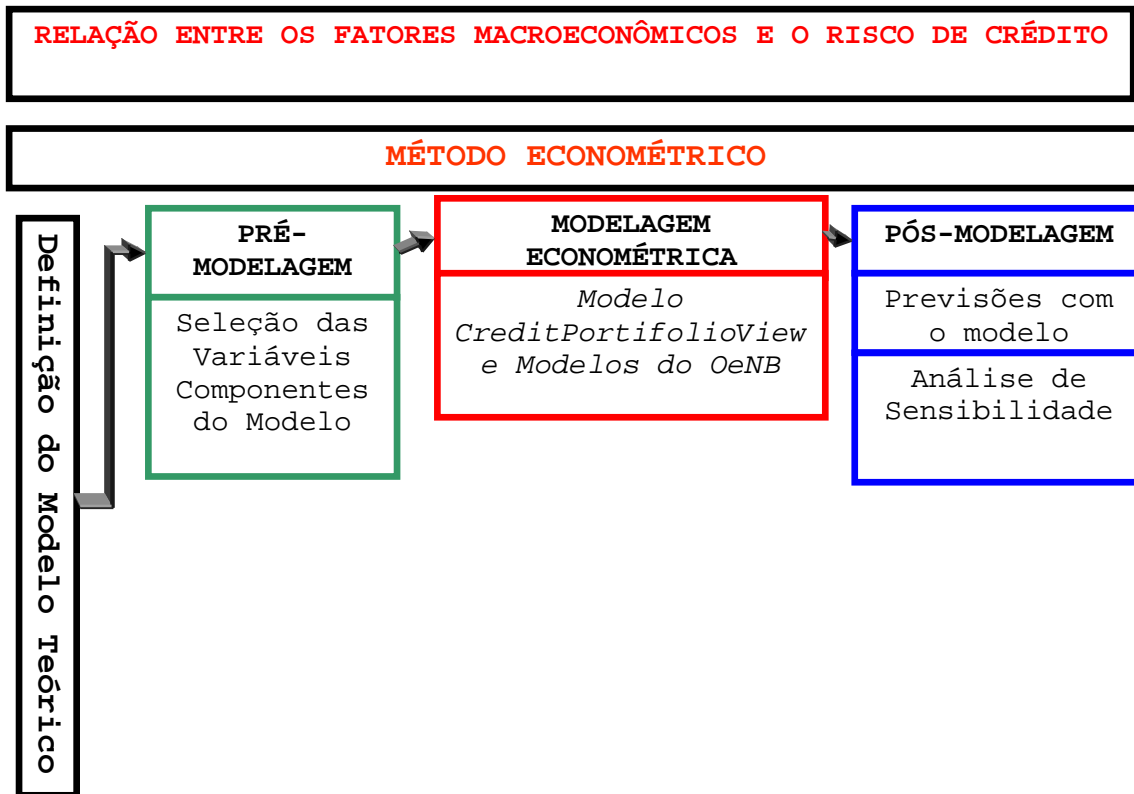 RELAÇÃO ENTRE OS FATORES MACROECONÔMICOS E O RISCO DE CRÉDITO
MÉTODO ECONOMÉTRICO
Definição do Modelo Teórico
PRÉ-
MODELAGEM
Seleção das
Variáveis
Componentes
do Modelo
MODELAGEM
ECONOMÉTRICA
Modelo
CreditPortifolioView
e Modelos do OeNB
PÓS-MODELAGEM
Previsões com
o modelo
Análise de
Sensibilidade